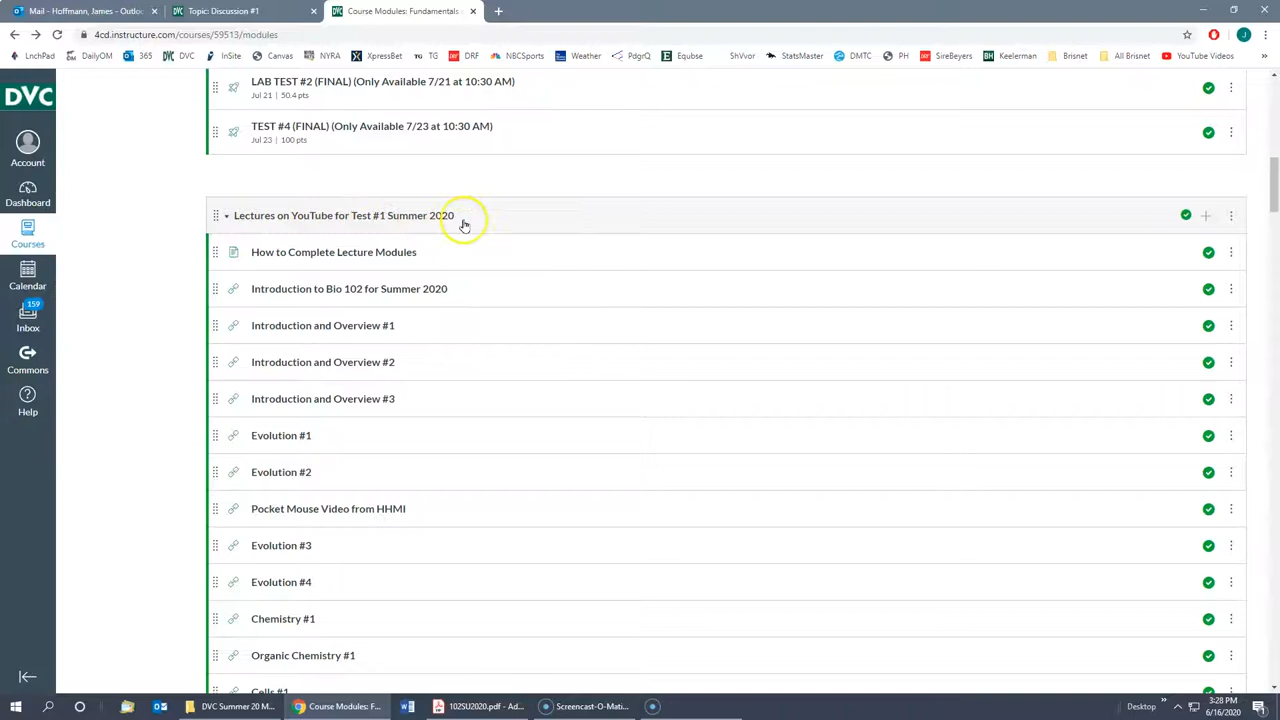 Mail - Hoffmann, James - Outloo
Topic: Discussion #1
Course Modules: Fundamentals
4cd.instructure.com/courses/59513/modules
LnchPad
DailyOM
365
DVC
InSite
Canvas
NYRA
XpressBet
TG
DRF
NBCSports
Weather
PdgrQ
Equbse
ShVvor
StatsMaster
DMTC
PH
SireBeyers
Keelerman
Brisnet
All Brisnet
YouTube Videos
DVC
Account
Dashboard
Courses
Calendar
159
Inbox
Commons
Help
LAB TEST #2 (FINAL) (Only Available 7/21 at 10:30 AM)
Jul 21 | 50.4 pts
TEST #4 (FINAL) (Only Available 7/23 at 10:30 AM)
Jul 23 | 100 pts
Lectures on YouTube for Test #1 Summer 2020
How to Complete Lecture Modules
Introduction to Bio 102 for Summer 2020
Introduction and Overview #1
Introduction and Overview #2
Introduction and Overview #3
Evolution #1
Evolution #2
Pocket Mouse Video from HHMI
Evolution #3
Evolution #4
Chemistry #1
Organic Chemistry #1
Cells #1
DVC Summer 20 M...
Course Modules: F...
102SU2020.pdf - Ad...
Screencast-O-Mati...
Desktop
3:28 PM
6/16/2020